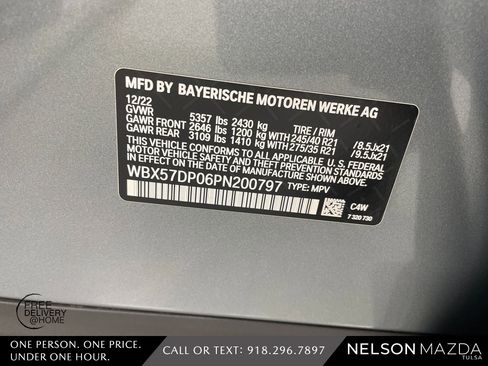 MFD BY BAYERISCHE MOTOREN WERKE AG
12/22
GVWR 5357 lbs 2430 kg TIRE / RIM
GAWR FRONT 2646 lbs 1200 kg WITH 245/40 R21 /8.5Jx21
GAWR REAR 3109 lbs 1410 kg WITH 275/35 R21 /9.5Jx21
THIS VEHICLE CONFORMS TO ALL APPLICABLE U.S. FEDERAL
MOTOR VEHICLE SAFETY STANDARDS IN EFFECT ON THE
DATE OF MANUFACTURE SHOWN ABOVE.
WBX57DP06PN200797 TYPE: MPV
C4W
7 320 730
FREE
DELIVERY
@HOME
ONE PERSON. ONE PRICE.
UNDER ONE HOUR.
CALL OR TEXT: 918.296.7897
NELSON MAZDA
TULSA